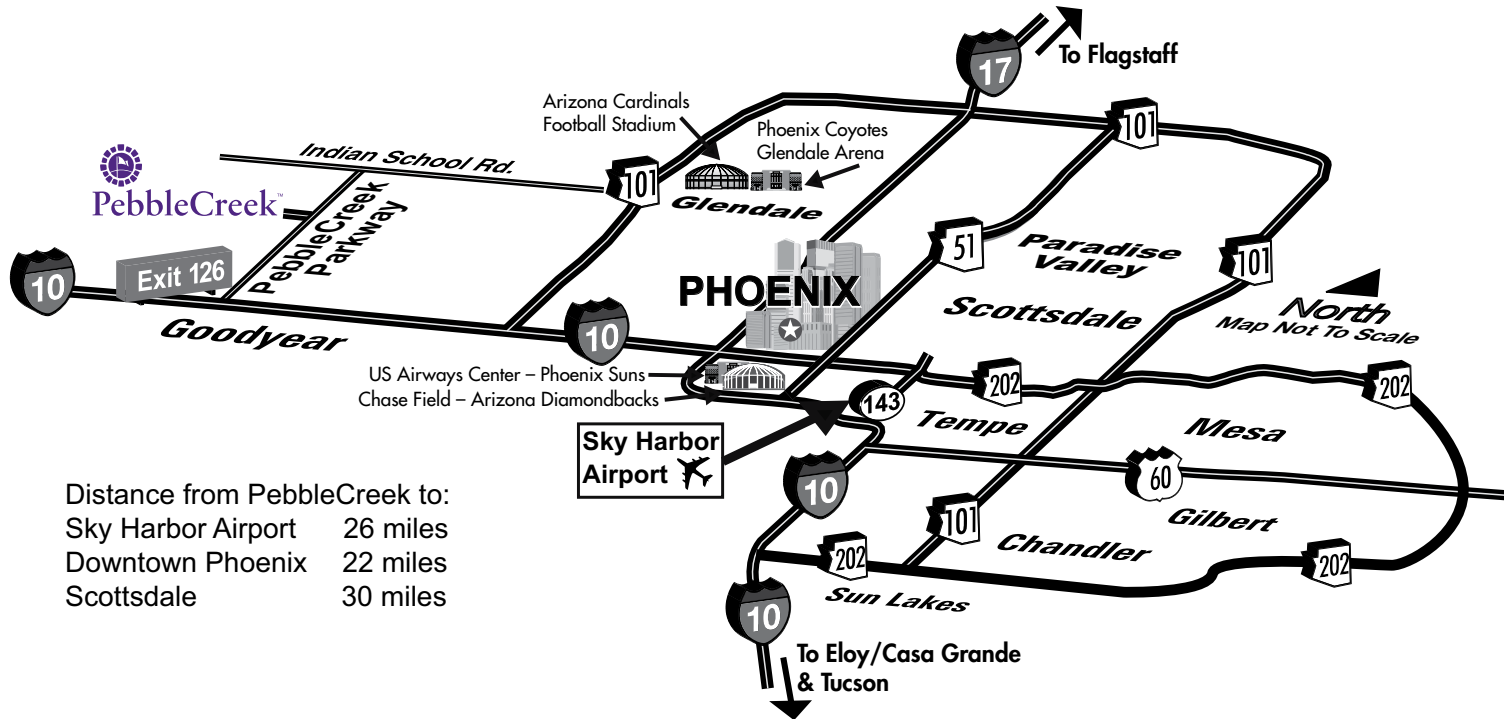 17
To Flagstaff
Arizona Cardinals
Football Stadium
Phoenix Coyotes
Glendale Arena
101
Indian School Rd.
101
PebbleCreek™
PebbleCreek
Parkway
Glendale
51
Paradise
Valley
101
10
Exit 126
PHOENIX
Scottsdale
North
Map Not To Scale
Goodyear
10
US Airways Center – Phoenix Suns
Chase Field – Arizona Diamondbacks
143
202
202
Tempe
Mesa
Sky Harbor
Airport
10
60
Distance from PebbleCreek to:
Sky Harbor Airport 26 miles
Downtown Phoenix 22 miles
Scottsdale 30 miles
101
Gilbert
Chandler
202
202
Sun Lakes
10
To Eloy/Casa Grande
& Tucson